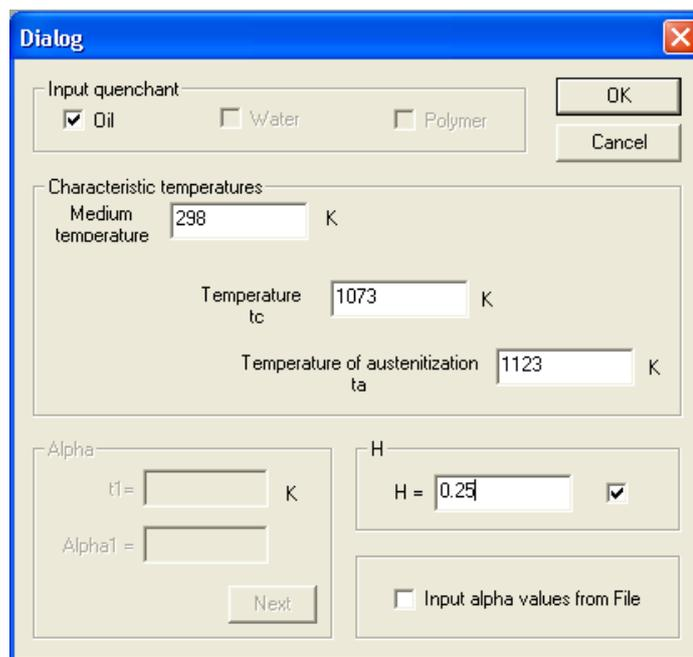 Dialog
Input quenchant
Oil
Water
Polymer
OK
Cancel
Characteristic temperatures
Medium
temperature
298
K
Temperature
tc
1073
K
Temperature of austenitization
ta
1123
K
Alpha
t1=
K
Alpha1 =
Next
H
H =
0.25
Input alpha values from File